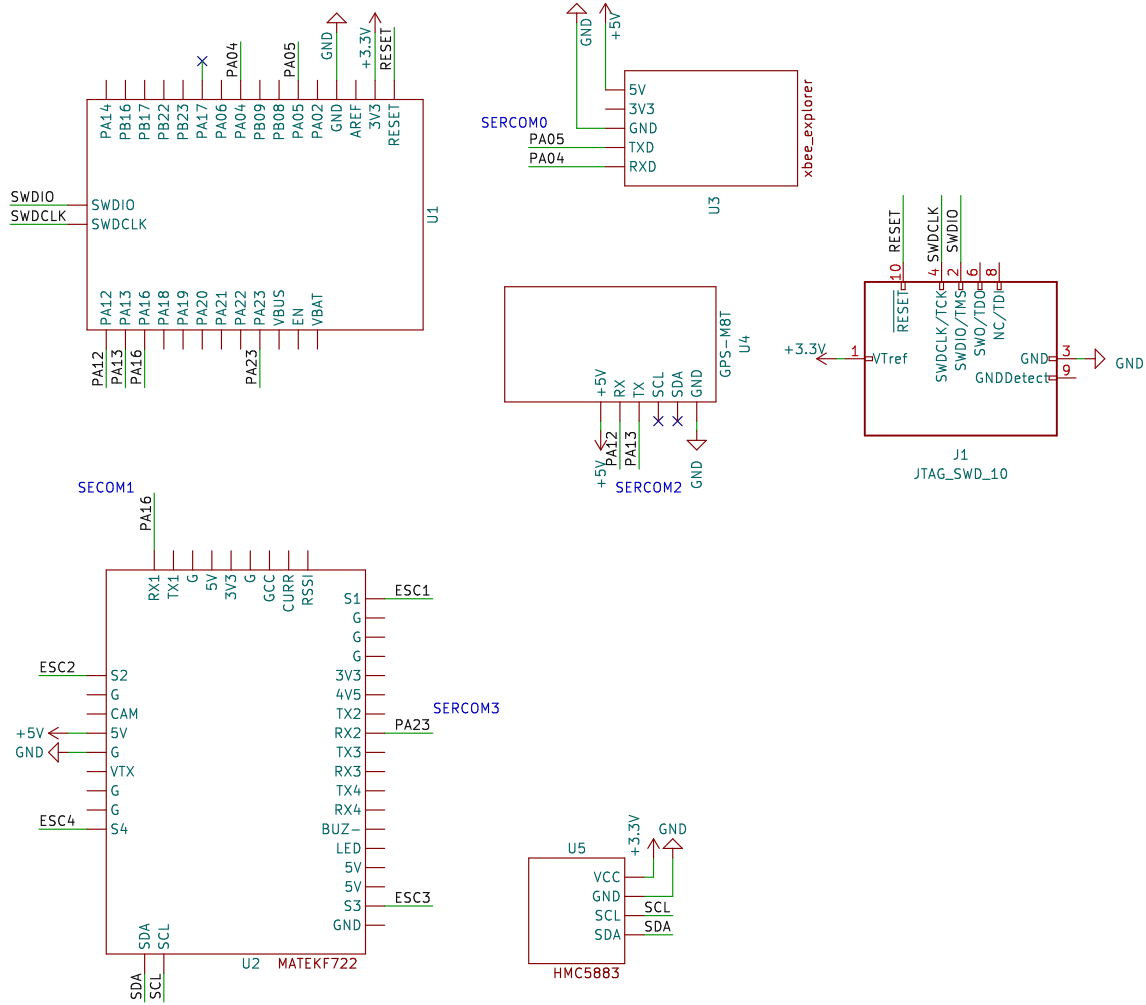 GND
+3.3V
RESET
PA04
PA05
PA14
PB16
PB17
PB22
PB23
PA17
PA06
PA04
PB09
PB08
PA05
PA02
GND
AREF
3V3
RESET
SWDIO
SWDIO
SWDCLK
SWDCLK
U1
PA12
PA13
PA16
PA18
PA19
PA20
PA21
PA22
PA23
VBUS
EN
VBAT
PA12
PA13
PA16
PA23
GND
+5V
5V
3V3
GND
TXD
RXD
SERCOM0
PA05
PA04
xbee_explorer
U3
GPS-M8T
U4
+5V
RX
TX
SCL
SDA
GND
+5V
PA12
PA13
GND
SERCOM2
RESET
SWDCLK
SWDIO
10
4
2
6
8
RESET
SWDCLK/TCK
SWDIO/TMS
SWO/TDO
NC/TDI
+3.3V
1
VTref
GND
3
GND
GNDDetect
9
J1
JTAG_SWD_10
SECOM1
PA16
RX1
TX1
G
5V
3V3
G
GCC
CURR
RSSI
S1
ESC1
G
G
G
ESC2
S2
3V3
G
4V5
CAM
TX2
SERCOM3
+5V
5V
RX2
PA23
GND
G
TX3
VTX
RX3
G
TX4
G
RX4
ESC4
S4
BUZ-
LED
5V
5V
S3
ESC3
GND
SDA
SCL
U2
MATEKF722
SDA
SCL
+3.3V
GND
U5
VCC
GND
SCL
SCL
SDA
SDA
HMC5883